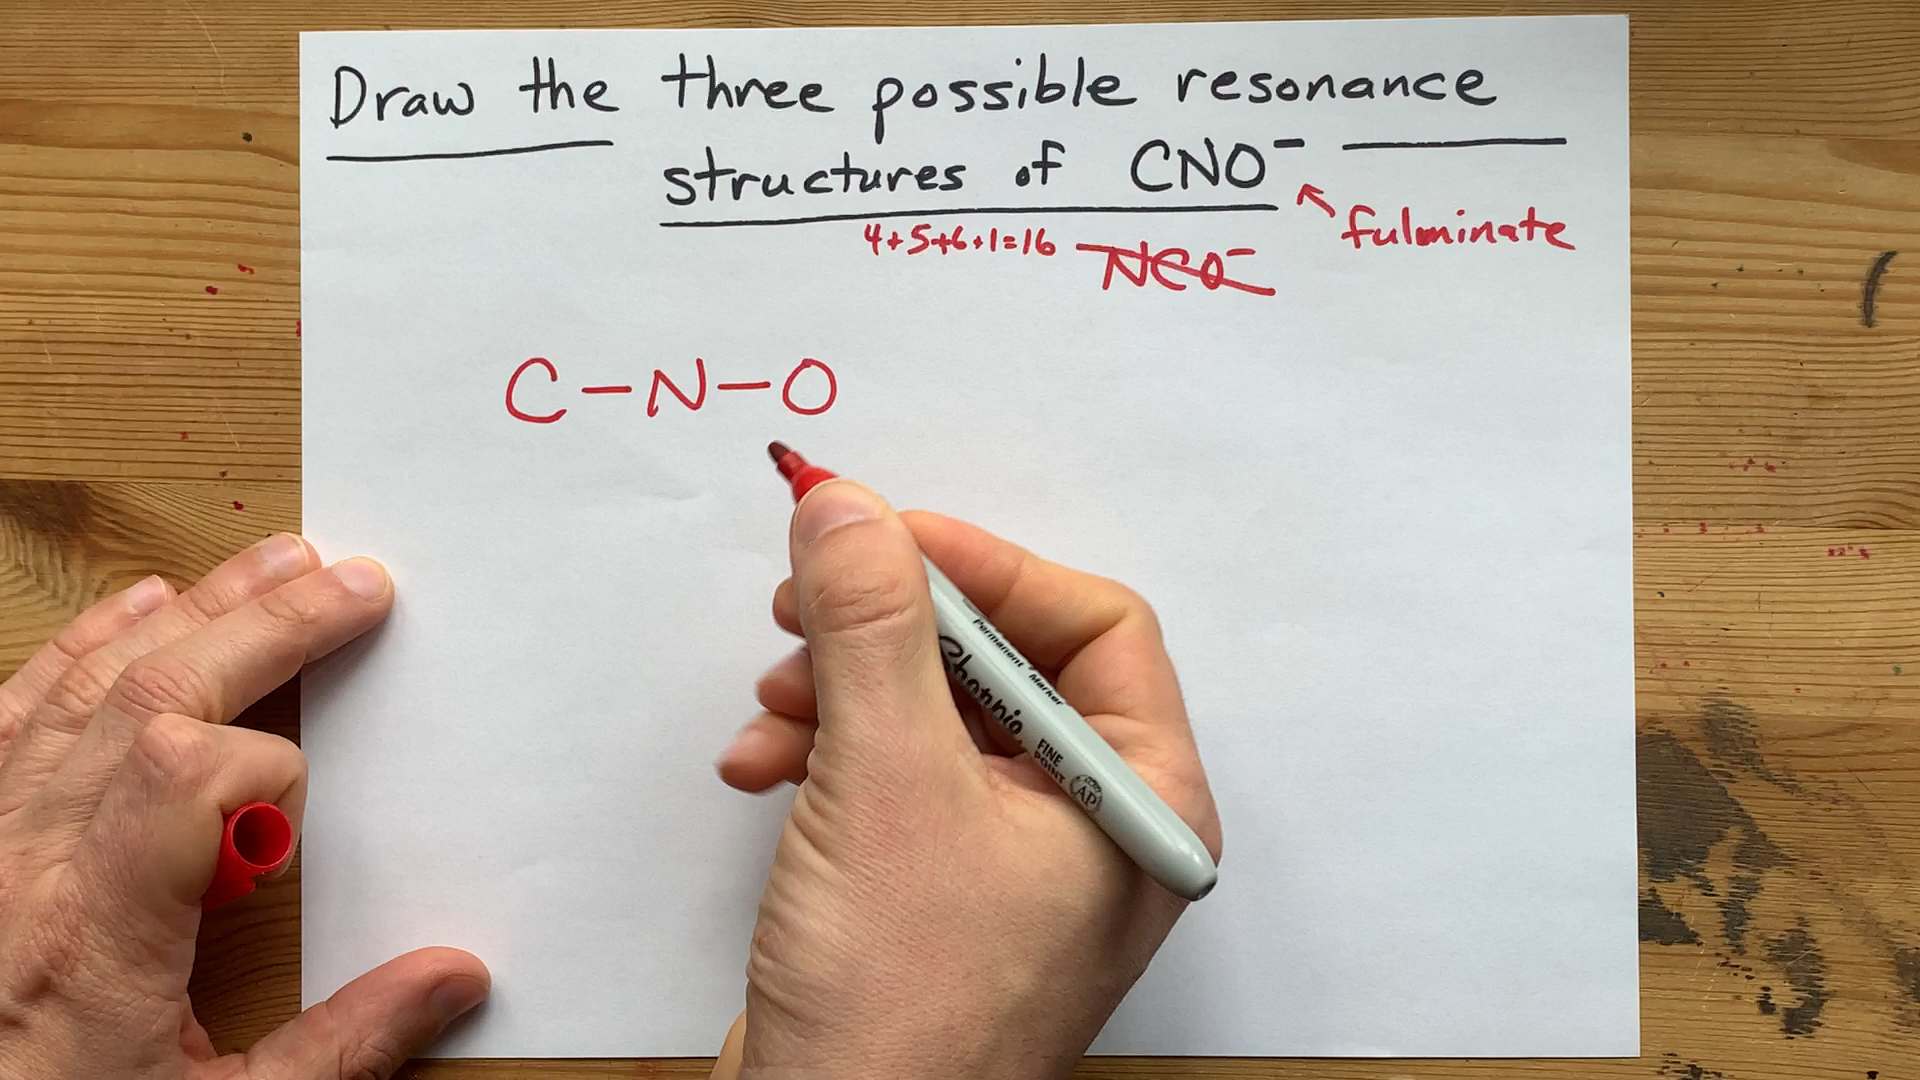 Draw the three possible resonance
structures of CNO⁻
fulminate
4+5+6+1=16 NCO⁻
C–N–O
Sharpie
Permanent Marker
FINE POINT
AP